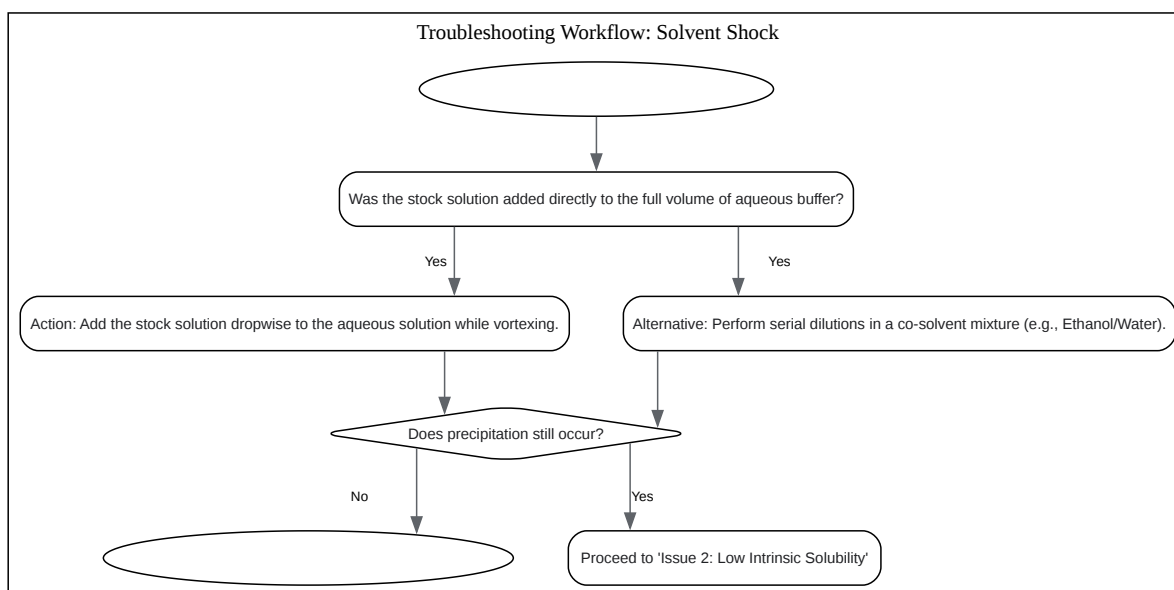 Troubleshooting Workflow: Solvent Shock
Was the stock solution added directly to the full volume of aqueous buffer?
Yes
Yes
Action: Add the stock solution dropwise to the aqueous solution while vortexing.
Alternative: Perform serial dilutions in a co-solvent mixture (e.g., Ethanol/Water).
Does precipitation still occur?
No
Yes
Proceed to 'Issue 2: Low Intrinsic Solubility'